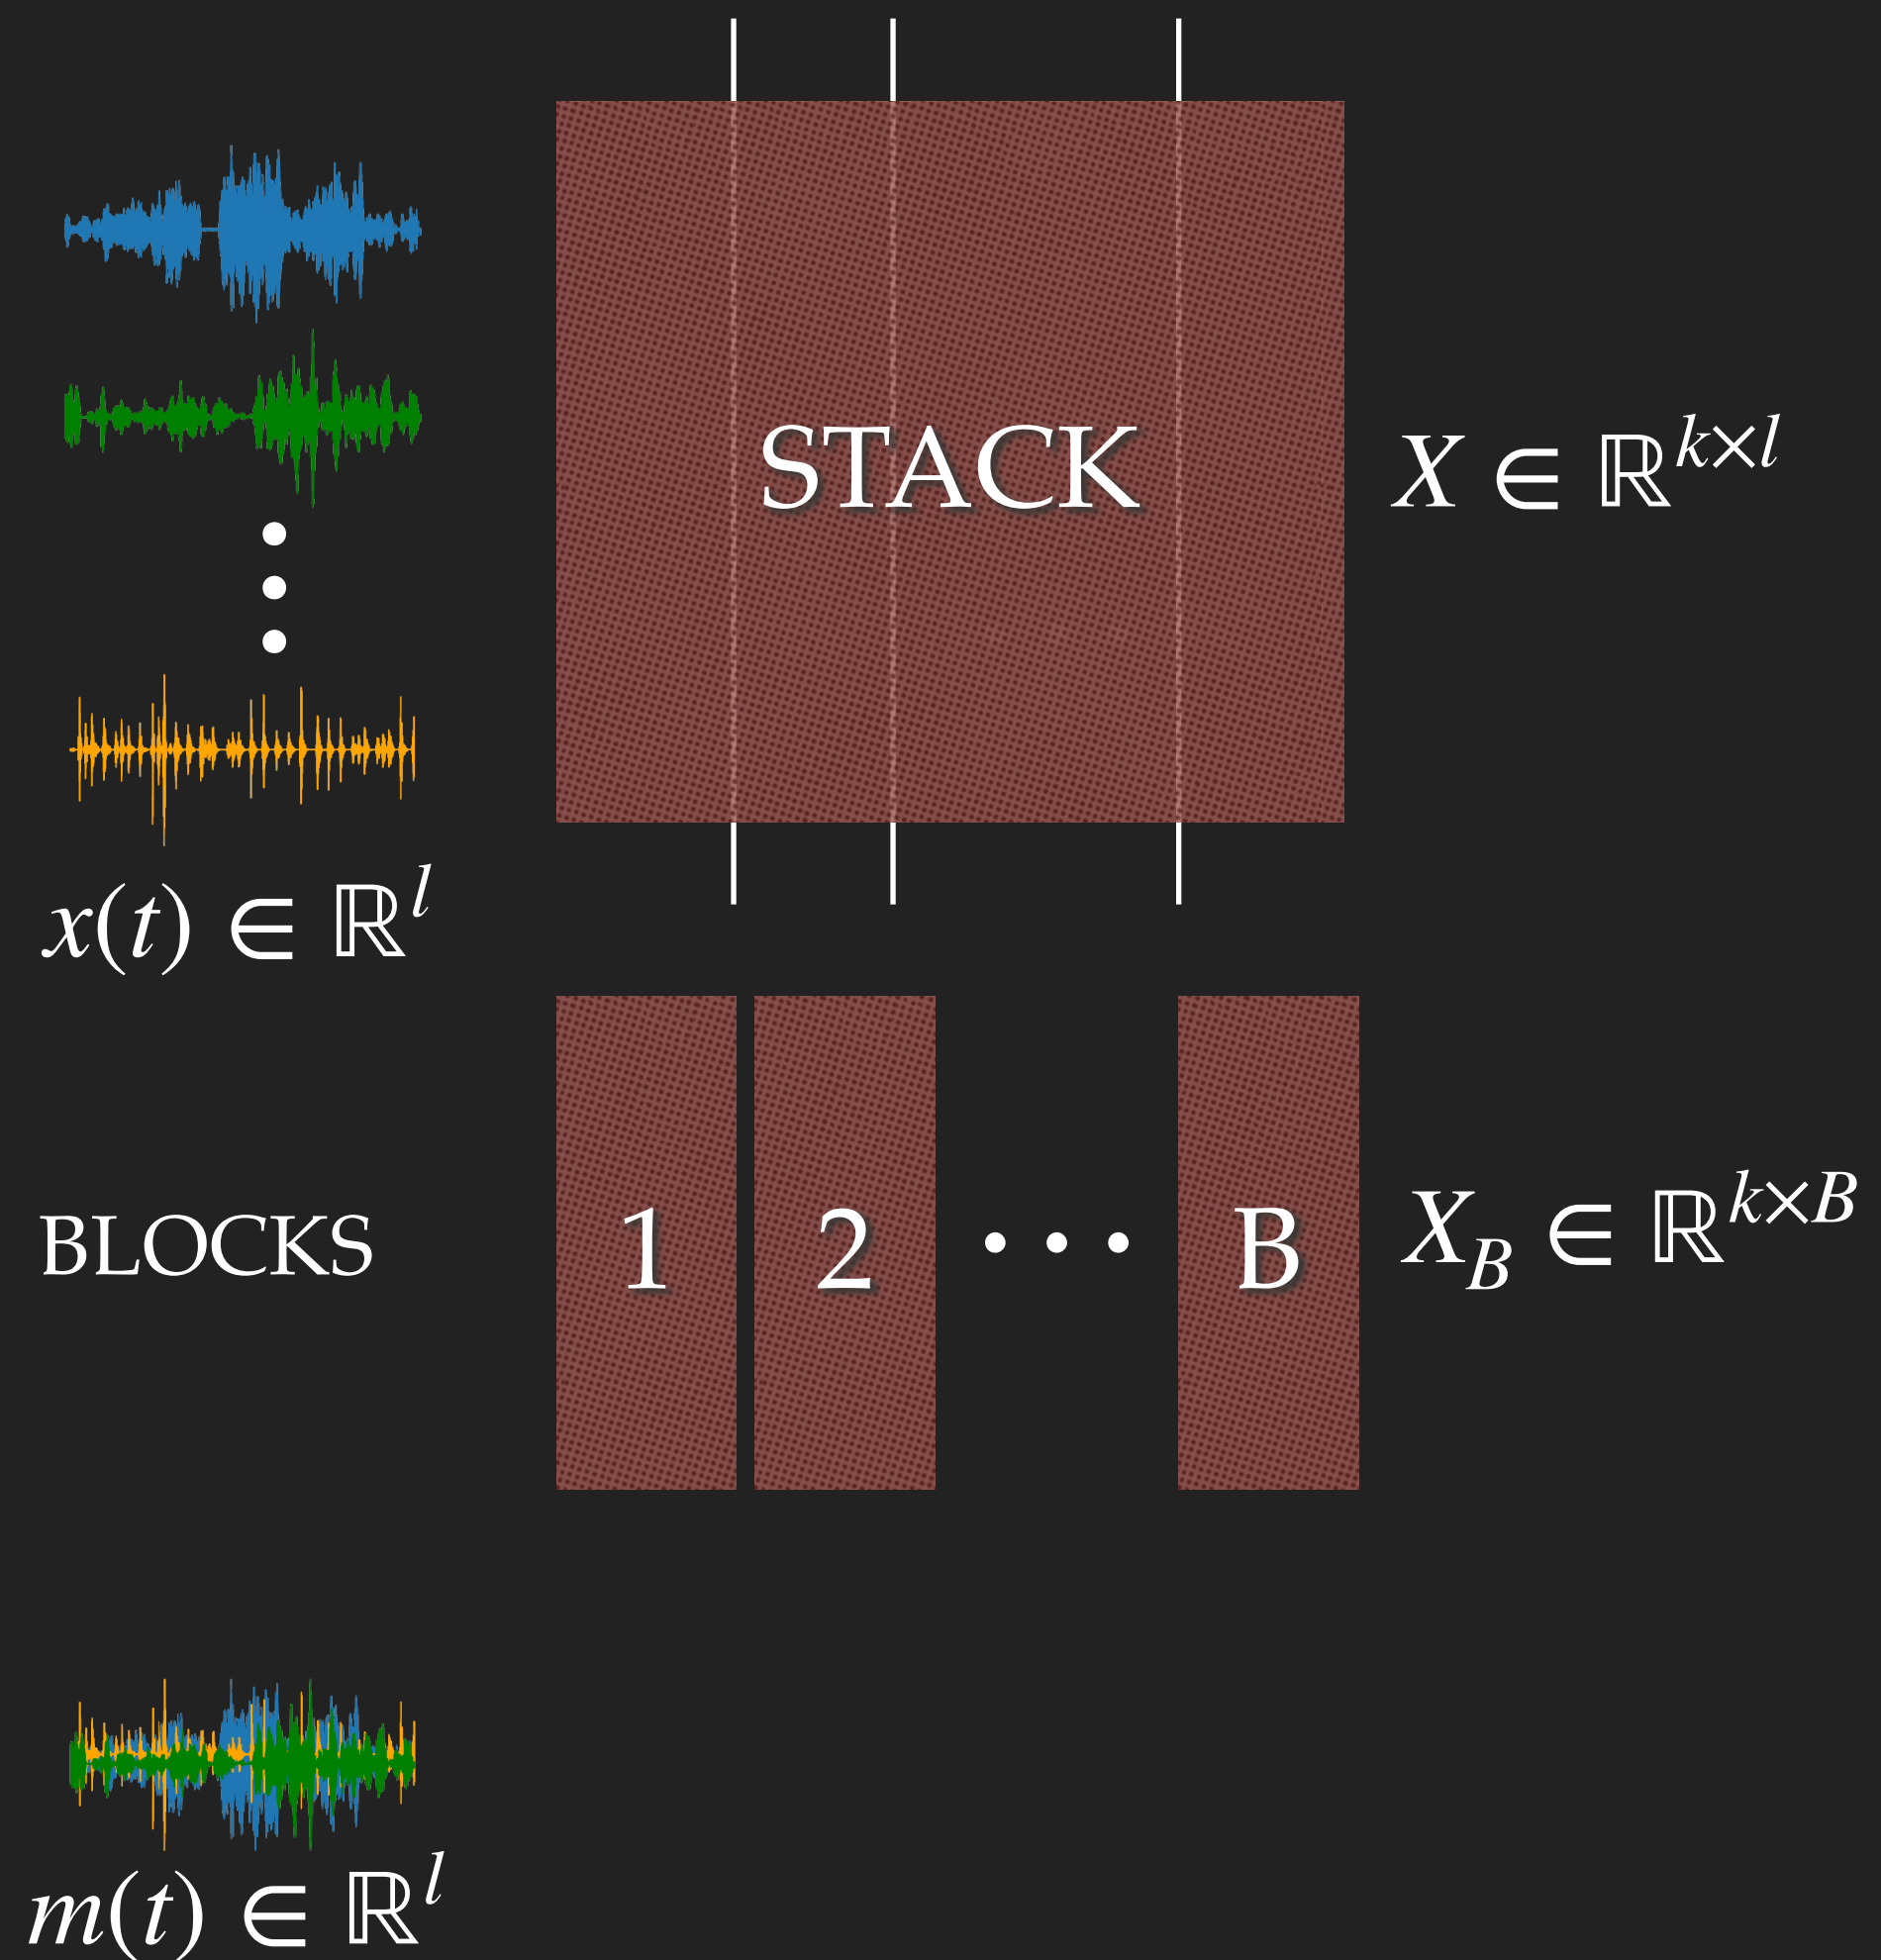 STACK
X ∈ ℝ^{k×l}
x(t) ∈ ℝ^l
BLOCKS
1
2
B
X_B ∈ ℝ^{k×B}
m(t) ∈ ℝ^l